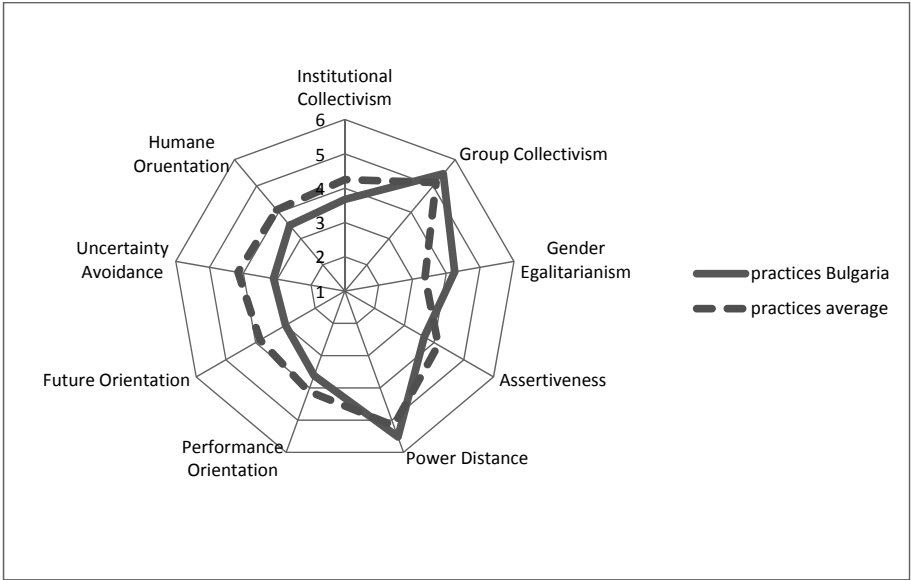 Institutional
Collectivism
6
5
4
3
2
1
Group Collectivism
Gender
Egalitarianism
Assertiveness
Power Distance
Performance
Orientation
Future Orientation
Uncertainty
Avoidance
Humane
Oruentation
practices Bulgaria
practices average